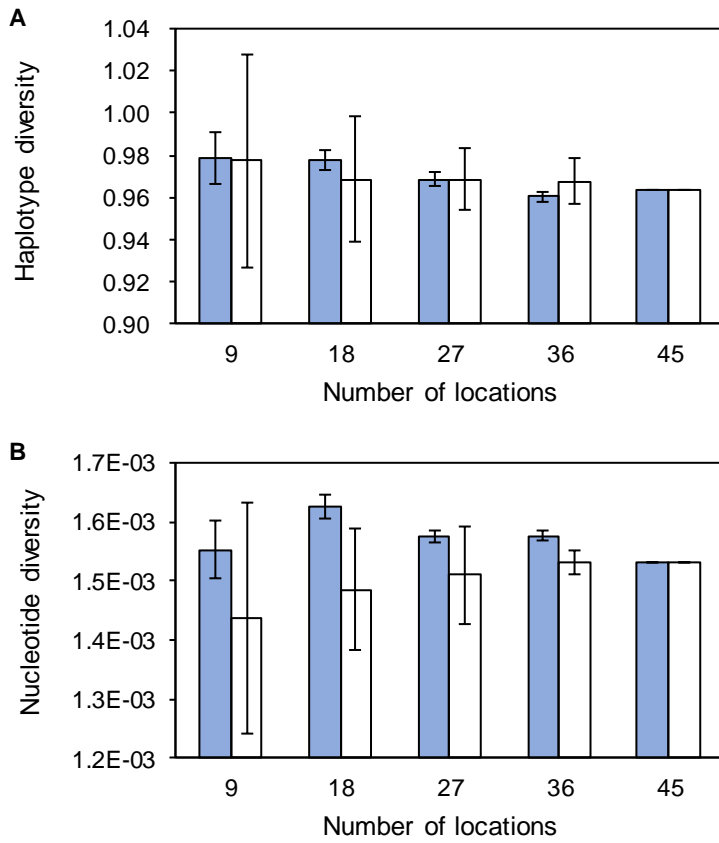 A
Haplotype diversity
1.04
1.02
1.00
0.98
0.96
0.94
0.92
0.90
9 18 27 36 45
Number of locations
B
Nucleotide diversity
1.7E-03
1.6E-03
1.5E-03
1.4E-03
1.3E-03
1.2E-03
9 18 27 36 45
Number of locations